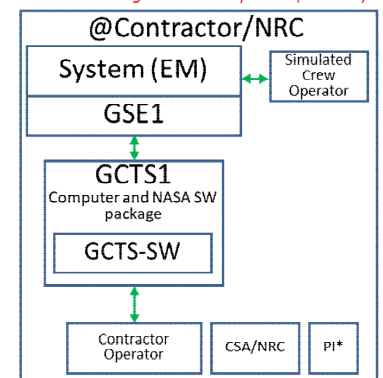 @Contractor/NRC
System (EM)
Simulated
Crew
Operator
GSE1
GCTS1
Computer and NASA SW
package
GCTS-SW
Contractor
Operator
CSA/NRC
PI*